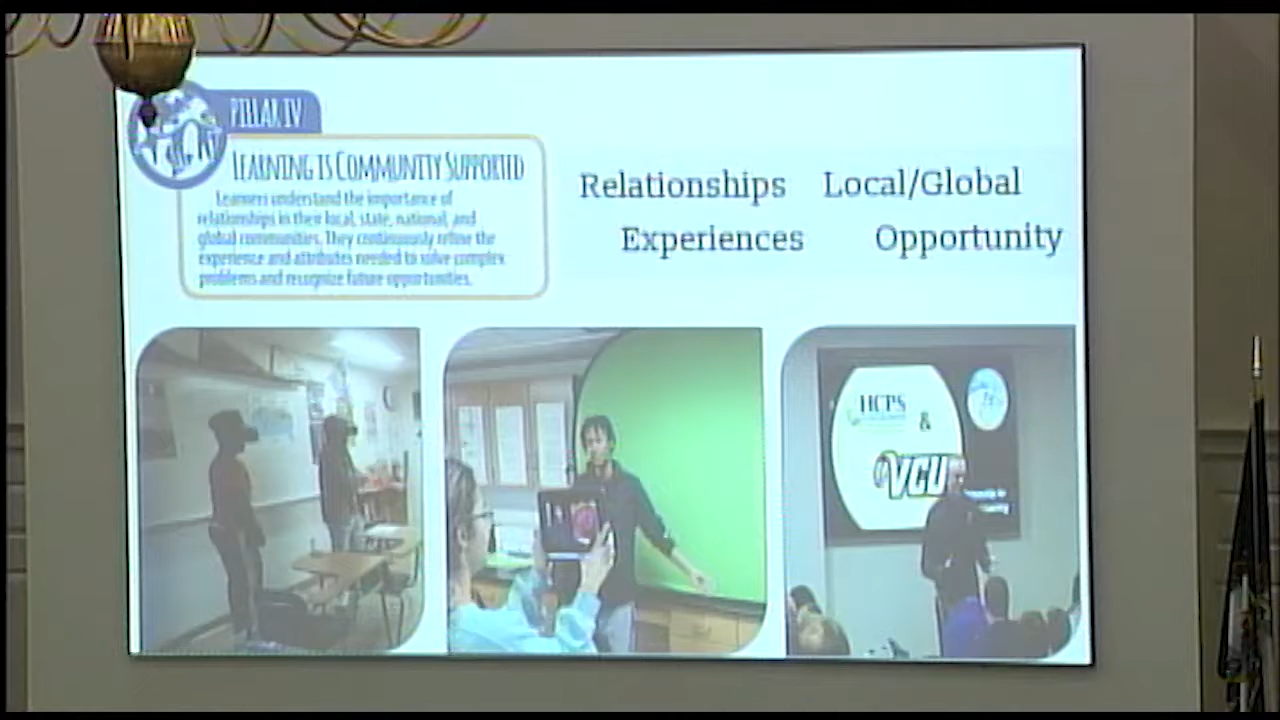 PILLAR IV
LEARNING IS COMMUNITY SUPPORTED
Learners understand the importance of
relationships in their local, state, national, and
global communities. They continuously refine the
experience and attributes needed to solve complex
problems and recognize future opportunities.
Relationships Local/Global
Experiences Opportunity
HCPS
&
VCU